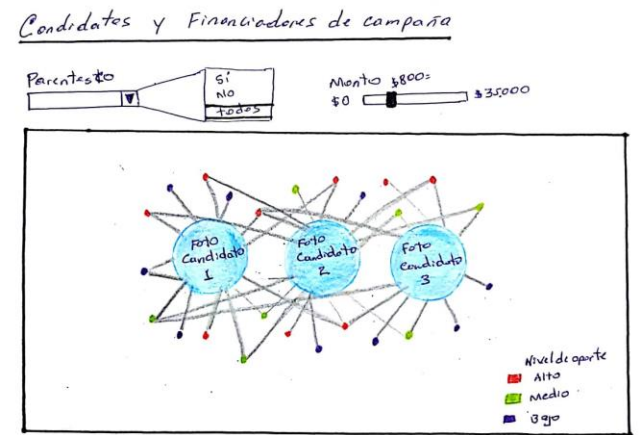 Candidatos y Financiadores de campaña
Parentesco
Sí
NO
todos
Monto $800=
$0
$35.000
Foto
Candidato
1
Foto
Candidato
2
Foto
Candidato
3
Nivel de aporte
Alto
Medio
Bajo